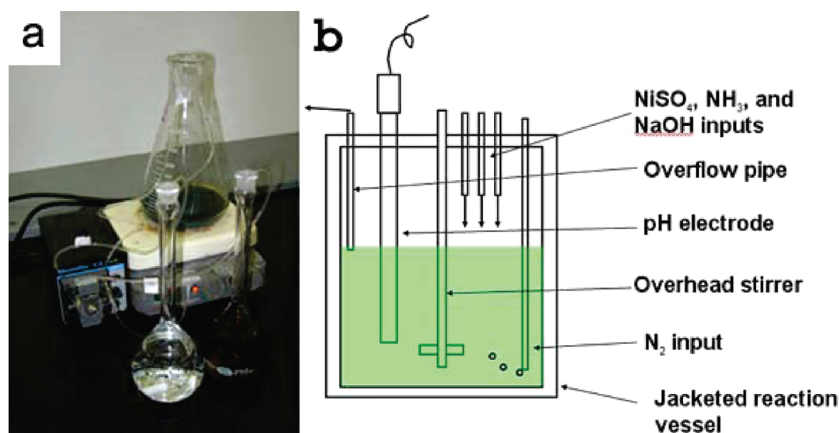 a
b
NiSO₄, NH₃, and
NaOH inputs
Overflow pipe
pH electrode
Overhead stirrer
N₂ input
Jacketed reaction
vessel